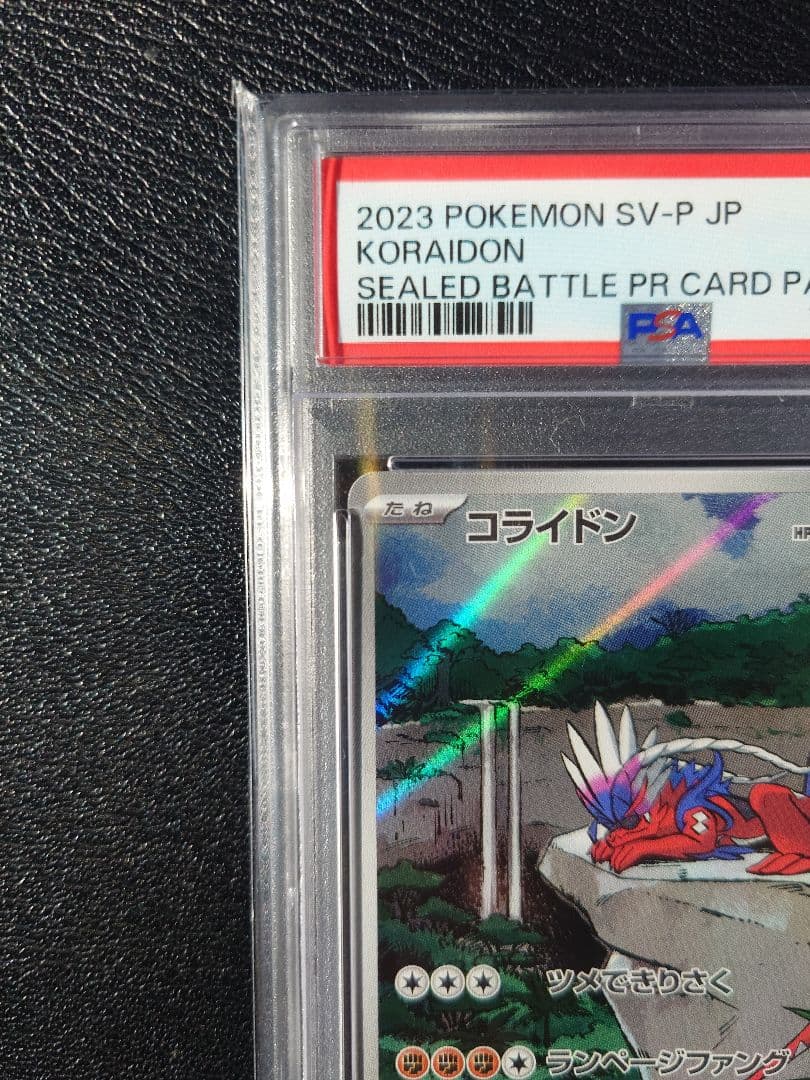 2023 POKEMON SV-P JP
KORAIDON
SEALED BATTLE PR CARD PA
PSA
たね
コライドン
HP
ツメできりさく
ランページファング